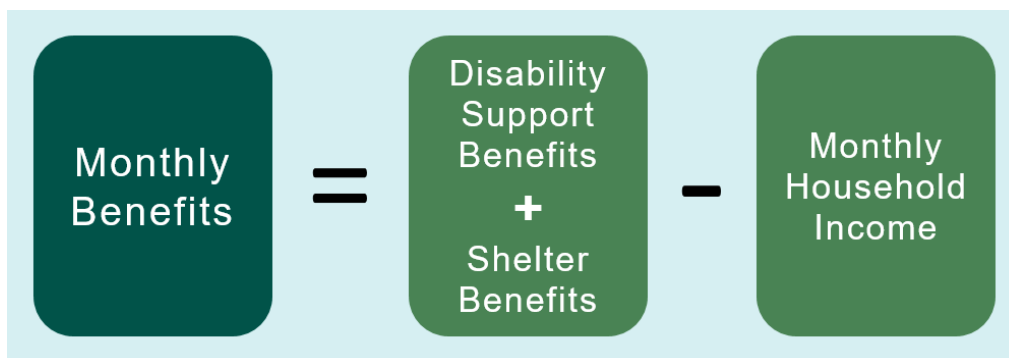 Monthly
Benefits
=
Disability
Support
Benefits
+
Shelter
Benefits
-
Monthly
Household
Income